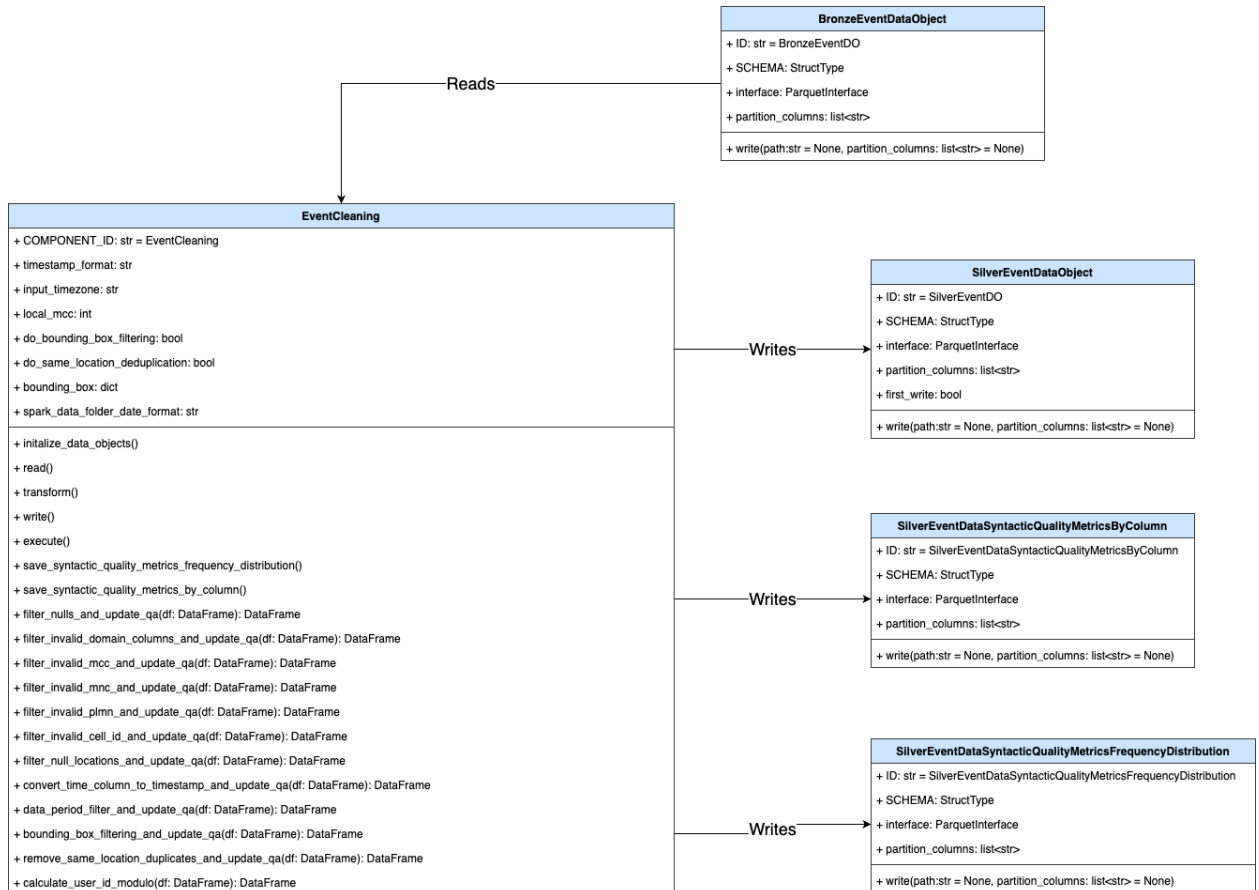 BronzeEventDataObject
+ ID: str = BronzeEventDO
+ SCHEMA: StructType
+ interface: ParquetInterface
+ partition_columns: list<str>
+ write(path:str = None, partition_columns: list<str> = None)
Reads
EventCleaning
+ COMPONENT_ID: str = EventCleaning
+ timestamp_format: str
+ input_timezone: str
+ local_mcc: int
+ do_bounding_box_filtering: bool
+ do_same_location_deduplication: bool
+ bounding_box: dict
+ spark_data_folder_date_format: str
+ initalize_data_objects()
+ read()
+ transform()
+ write()
+ execute()
+ save_syntactic_quality_metrics_frequency_distribution()
+ save_syntactic_quality_metrics_by_column()
+ filter_nulls_and_update_qa(df: DataFrame): DataFrame
+ filter_invalid_domain_columns_and_update_qa(df: DataFrame): DataFrame
+ filter_invalid_mcc_and_update_qa(df: DataFrame): DataFrame
+ filter_invalid_mnc_and_update_qa(df: DataFrame): DataFrame
+ filter_invalid_plmn_and_update_qa(df: DataFrame): DataFrame
+ filter_invalid_cell_id_and_update_qa(df: DataFrame): DataFrame
+ filter_null_locations_and_update_qa(df: DataFrame): DataFrame
+ convert_time_column_to_timestamp_and_update_qa(df: DataFrame): DataFrame
+ data_period_filter_and_update_qa(df: DataFrame): DataFrame
+ bounding_box_filtering_and_update_qa(df: DataFrame): DataFrame
+ remove_same_location_duplicates_and_update_qa(df: DataFrame): DataFrame
+ calculate_user_id_modulo(df: DataFrame): DataFrame
Writes
SilverEventDataObject
+ ID: str = SilverEventDO
+ SCHEMA: StructType
+ interface: ParquetInterface
+ partition_columns: list<str>
+ first_write: bool
+ write(path:str = None, partition_columns: list<str> = None)
Writes
SilverEventDataSyntacticQualityMetricsByColumn
+ ID: str = SilverEventDataSyntacticQualityMetricsByColumn
+ SCHEMA: StructType
+ interface: ParquetInterface
+ partition_columns: list<str>
+ write(path:str = None, partition_columns: list<str> = None)
Writes
SilverEventDataSyntacticQualityMetricsFrequencyDistribution
+ ID: str = SilverEventDataSyntacticQualityMetricsFrequencyDistribution
+ SCHEMA: StructType
+ interface: ParquetInterface
+ partition_columns: list<str>
+ write(path:str = None, partition_columns: list<str> = None)